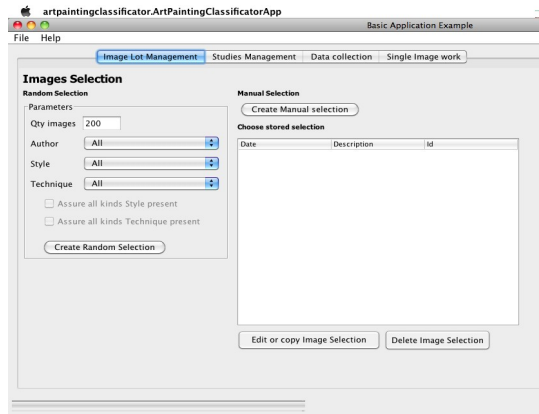 artpaintingclassificator.ArtPaintingClassificatorApp
Basic Application Example
File Help
Image Lot Management Studies Management Data collection Single Image work
Images Selection
Random Selection
Parameters
Qty images 200
Author All
Style All
Technique All
Assure all kinds Style present
Assure all kinds Technique present
Create Random Selection
Manual Selection
Create Manual selection
Choose stored selection
Date Description Id
Edit or copy Image Selection Delete Image Selection